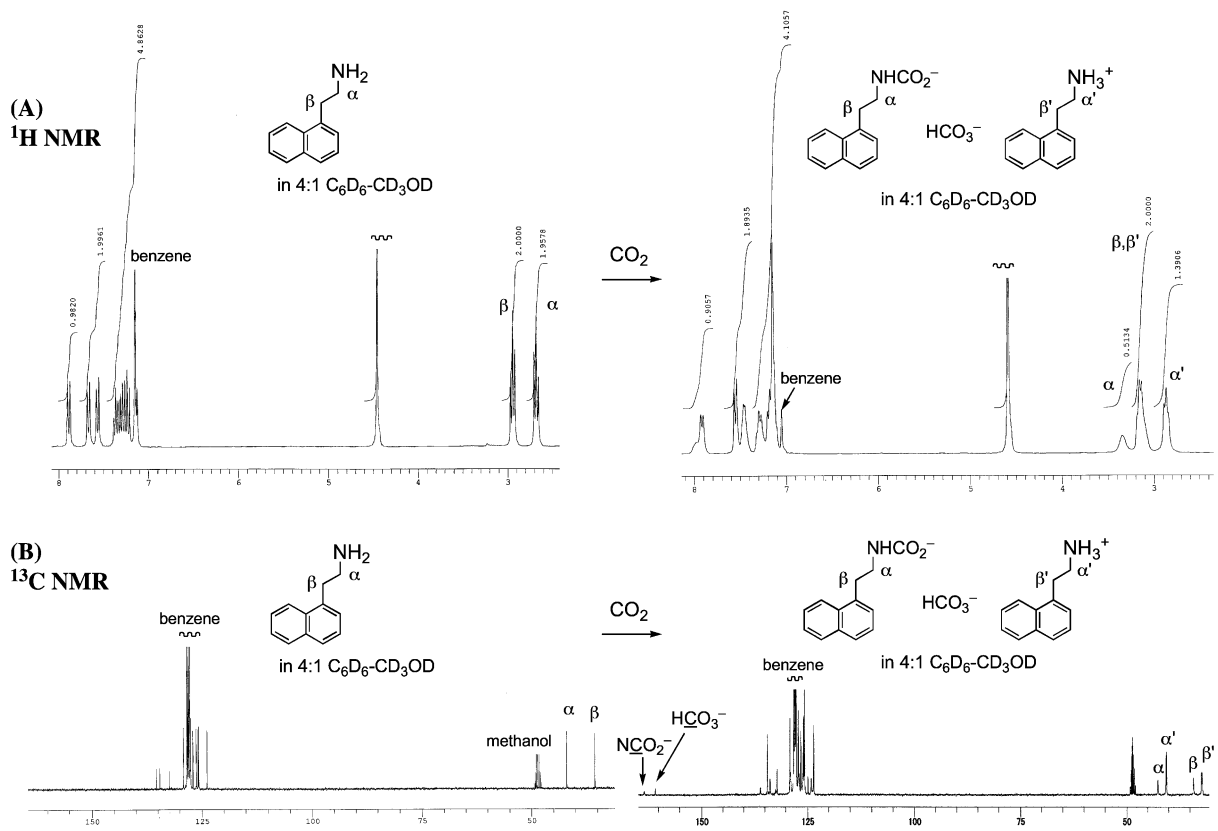 (A)
¹H NMR
4.8628
1.9961
0.9820
benzene
NH₂
β
α
in 4:1 C₆D₆-CD₃OD
2.0000
1.9578
β
α
8
7
6
5
4
3
CO₂
4.1057
1.8935
0.9057
benzene
NHCO₂⁻
β
α
HCO₃⁻
NH₃⁺
β'
α'
in 4:1 C₆D₆-CD₃OD
β,β'
2.0000
1.3906
0.5134
α
α'
8
7
6
5
4
3
(B)
¹³C NMR
benzene
NH₂
β
α
in 4:1 C₆D₆-CD₃OD
methanol
α
β
150
125
100
75
50
CO₂
NHCO₂⁻
β
α
HCO₃⁻
NH₃⁺
β'
α'
in 4:1 C₆D₆-CD₃OD
benzene
HCO₃⁻
NCO₂⁻
α
α'
β
β'
150
125
100
75
50